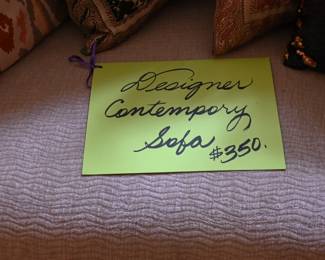 Designer
Contempory
Sofa
$350.